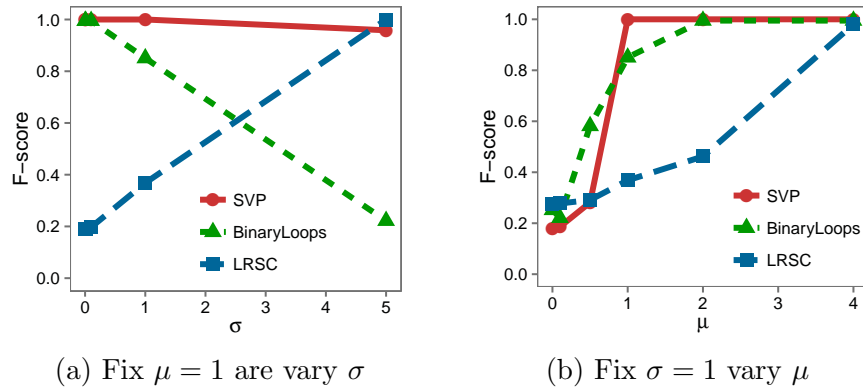 F−score
1.0
0.8
0.6
0.4
0.2
0.0
SVP
BinaryLoops
LRSC
0 1 2 3 4 5
σ
(a) Fix μ = 1 are vary σ
F−score
1.0
0.8
0.6
0.4
0.2
0.0
SVP
BinaryLoops
LRSC
0 1 2 3 4
μ
(b) Fix σ = 1 vary μ